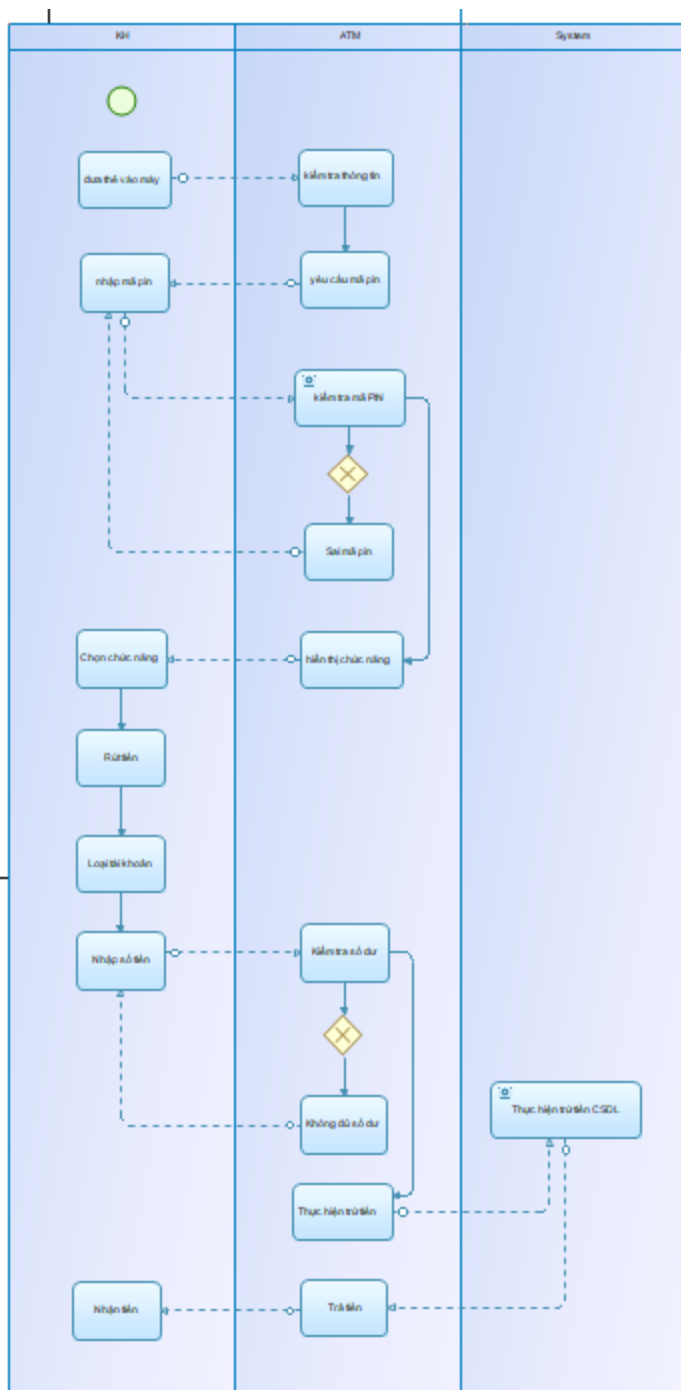 KH
ATM
System
đưa thẻ vào máy
kiểm tra thông tin
nhập mã pin
yêu cầu mã pin
kiểm tra mã PIN
Sai mã pin
Chọn chức năng
hiển thị chức năng
Rút tiền
Loại tài khoản
Nhập số tiền
Kiểm tra số dư
Không đủ số dư
Thực hiện trừ tiền CSDL
Thực hiện trừ tiền
Nhận tiền
Trả tiền